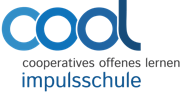 cool
cooperatives offenes lernen
impulsschule